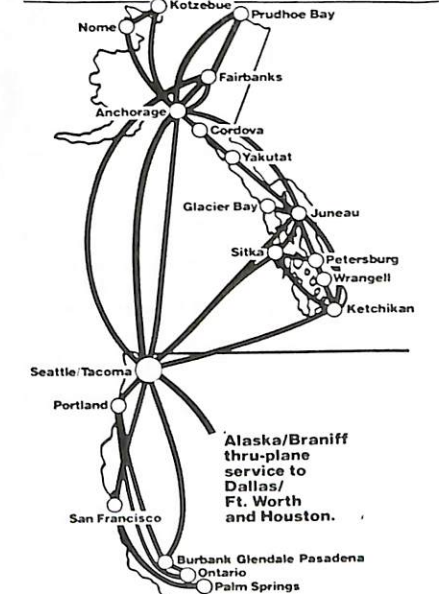 Kotzebue
Prudhoe Bay
Nome
Fairbanks
Anchorage
Cordova
Yakutat
Glacier Bay
Juneau
Sitka
Petersburg
Wrangell
Ketchikan
Seattle/Tacoma
Portland
Alaska/Braniff
thru-plane
service to
Dallas/
Ft. Worth
and Houston.
San Francisco
Burbank Glendale Pasadena
Ontario
Palm Springs